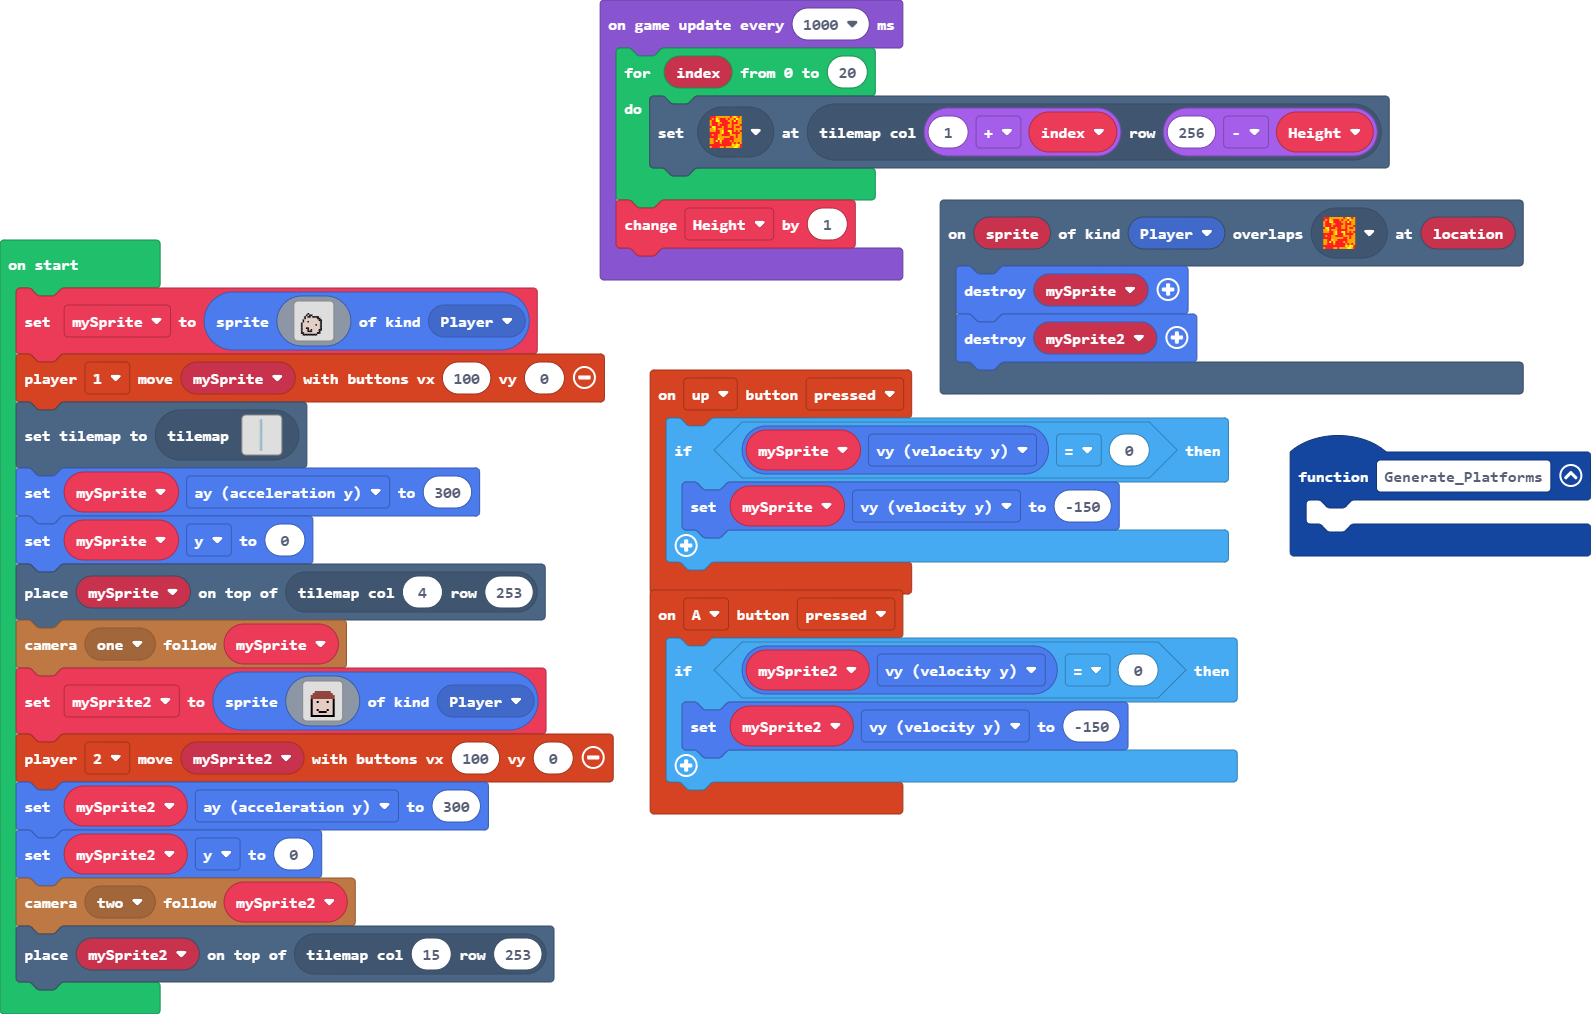 on game update every 1000 ms
for index from 0 to 20
do
set at tilemap col 1 + index row 256 - Height
change Height by 1
on sprite of kind Player overlaps at location
destroy mySprite
destroy mySprite2
on start
set mySprite to sprite of kind Player
player 1 move mySprite with buttons vx 100 vy 0
set tilemap to tilemap
set mySprite ay (acceleration y) to 300
set mySprite y to 0
place mySprite on top of tilemap col 4 row 253
camera one follow mySprite
set mySprite2 to sprite of kind Player
player 2 move mySprite2 with buttons vx 100 vy 0
set mySprite2 ay (acceleration y) to 300
set mySprite2 y to 0
camera two follow mySprite2
place mySprite2 on top of tilemap col 15 row 253
on up button pressed
if mySprite vy (velocity y) = 0 then
set mySprite vy (velocity y) to -150
on A button pressed
if mySprite2 vy (velocity y) = 0 then
set mySprite2 vy (velocity y) to -150
function Generate_Platforms